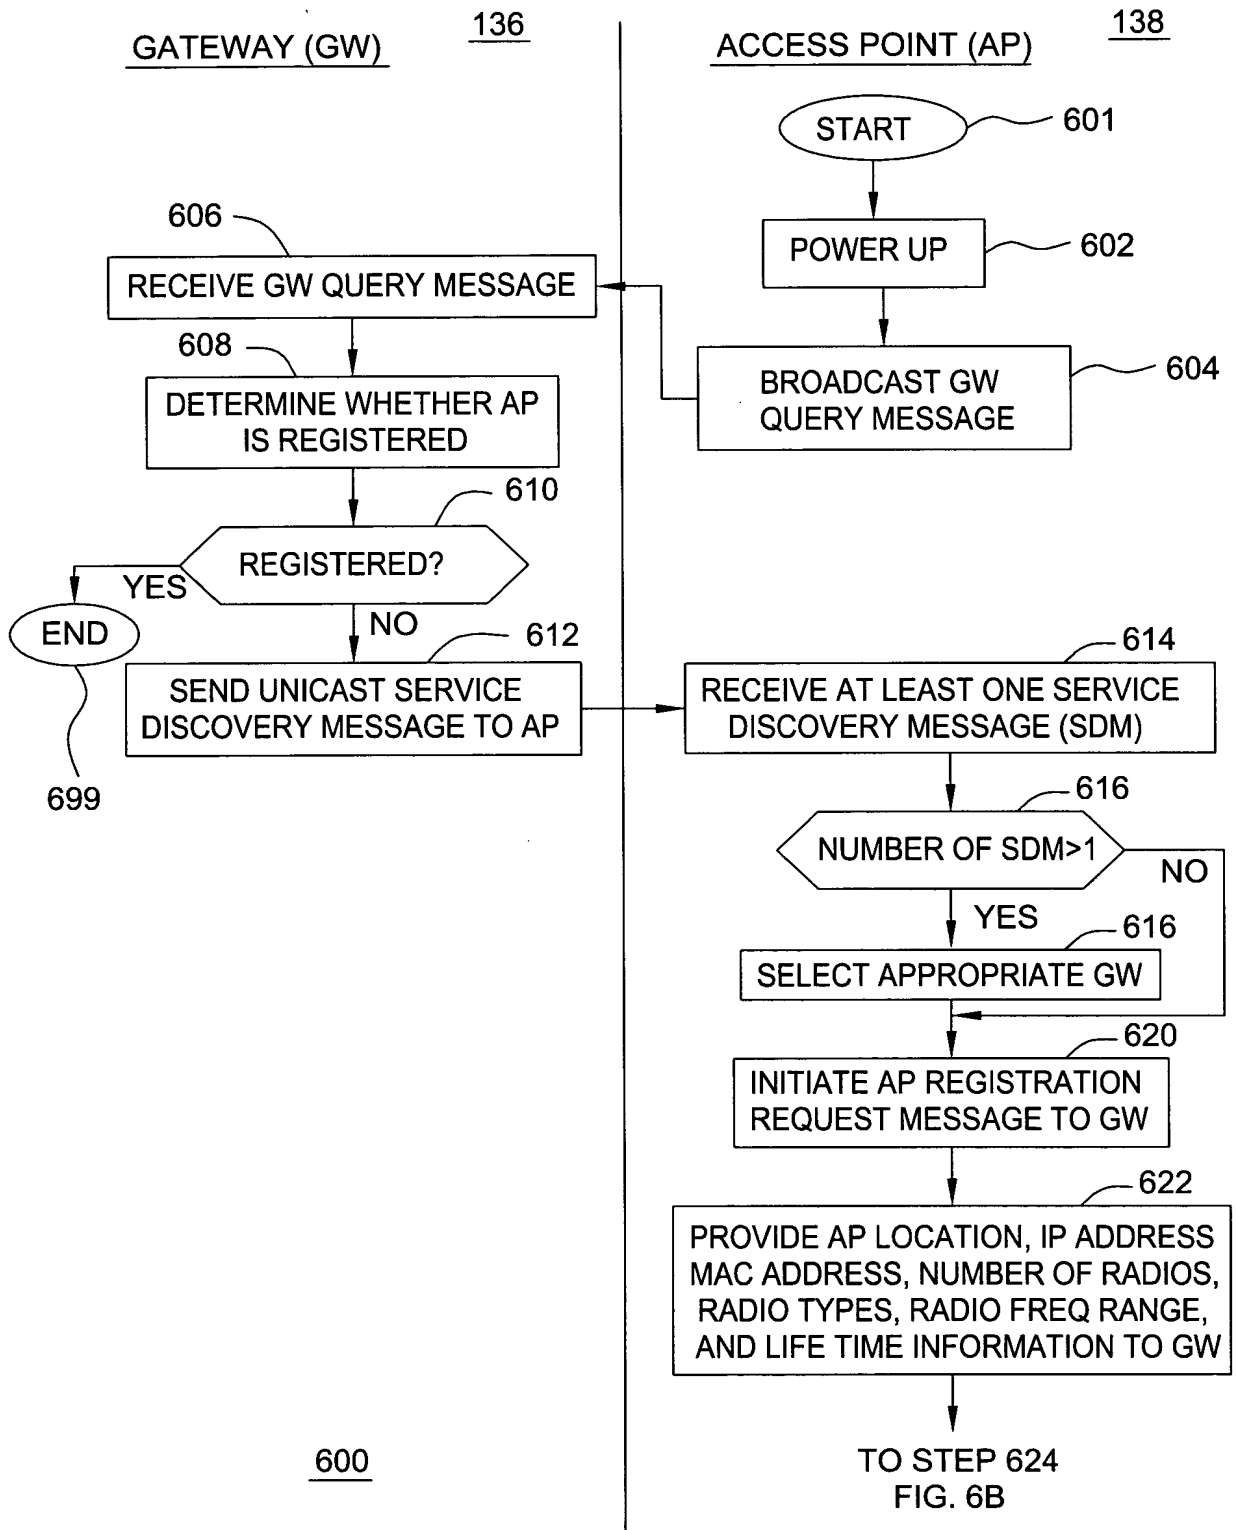 GATEWAY (GW)
136
ACCESS POINT (AP)
138
START
601
POWER UP
602
606
RECEIVE GW QUERY MESSAGE
BROADCAST GW
QUERY MESSAGE
604
608
DETERMINE WHETHER AP
IS REGISTERED
610
REGISTERED?
YES
END
699
NO
612
SEND UNICAST SERVICE
DISCOVERY MESSAGE TO AP
614
RECEIVE AT LEAST ONE SERVICE
DISCOVERY MESSAGE (SDM)
616
NUMBER OF SDM>1
NO
YES
616
SELECT APPROPRIATE GW
620
INITIATE AP REGISTRATION
REQUEST MESSAGE TO GW
622
PROVIDE AP LOCATION, IP ADDRESS
MAC ADDRESS, NUMBER OF RADIOS,
RADIO TYPES, RADIO FREQ RANGE,
AND LIFE TIME INFORMATION TO GW
600
TO STEP 624
FIG. 6B